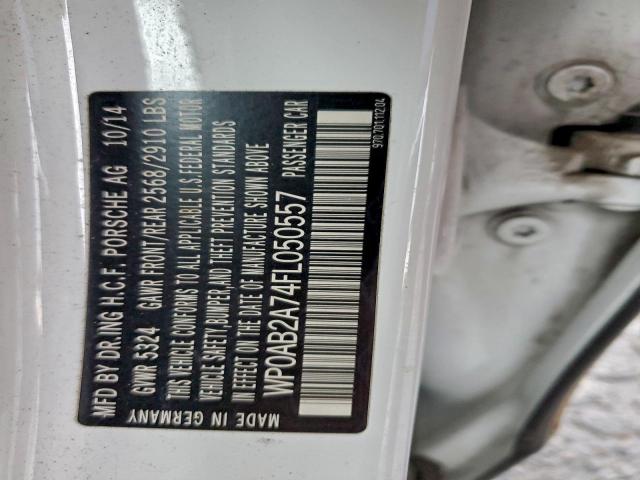 MFD BY DR.ING H.C.F. PORSCHE AG 10/14
GVWR 5324 GAWR FRONT/REAR 2568/2910 LBS
THIS VEHICLE CONFORMS TO ALL APPLICABLE U.S FEDERAL MOTOR
VEHICLE SAFETY,BUMPER,AND THEFT PREVENTION STANDARDS
IN EFFECT ON THE DATE OF MANUFACTURE SHOWN ABOVE
WP0AB2A74FL050557
MADE IN GERMANY PASSENGER CAR
970.701.112.04